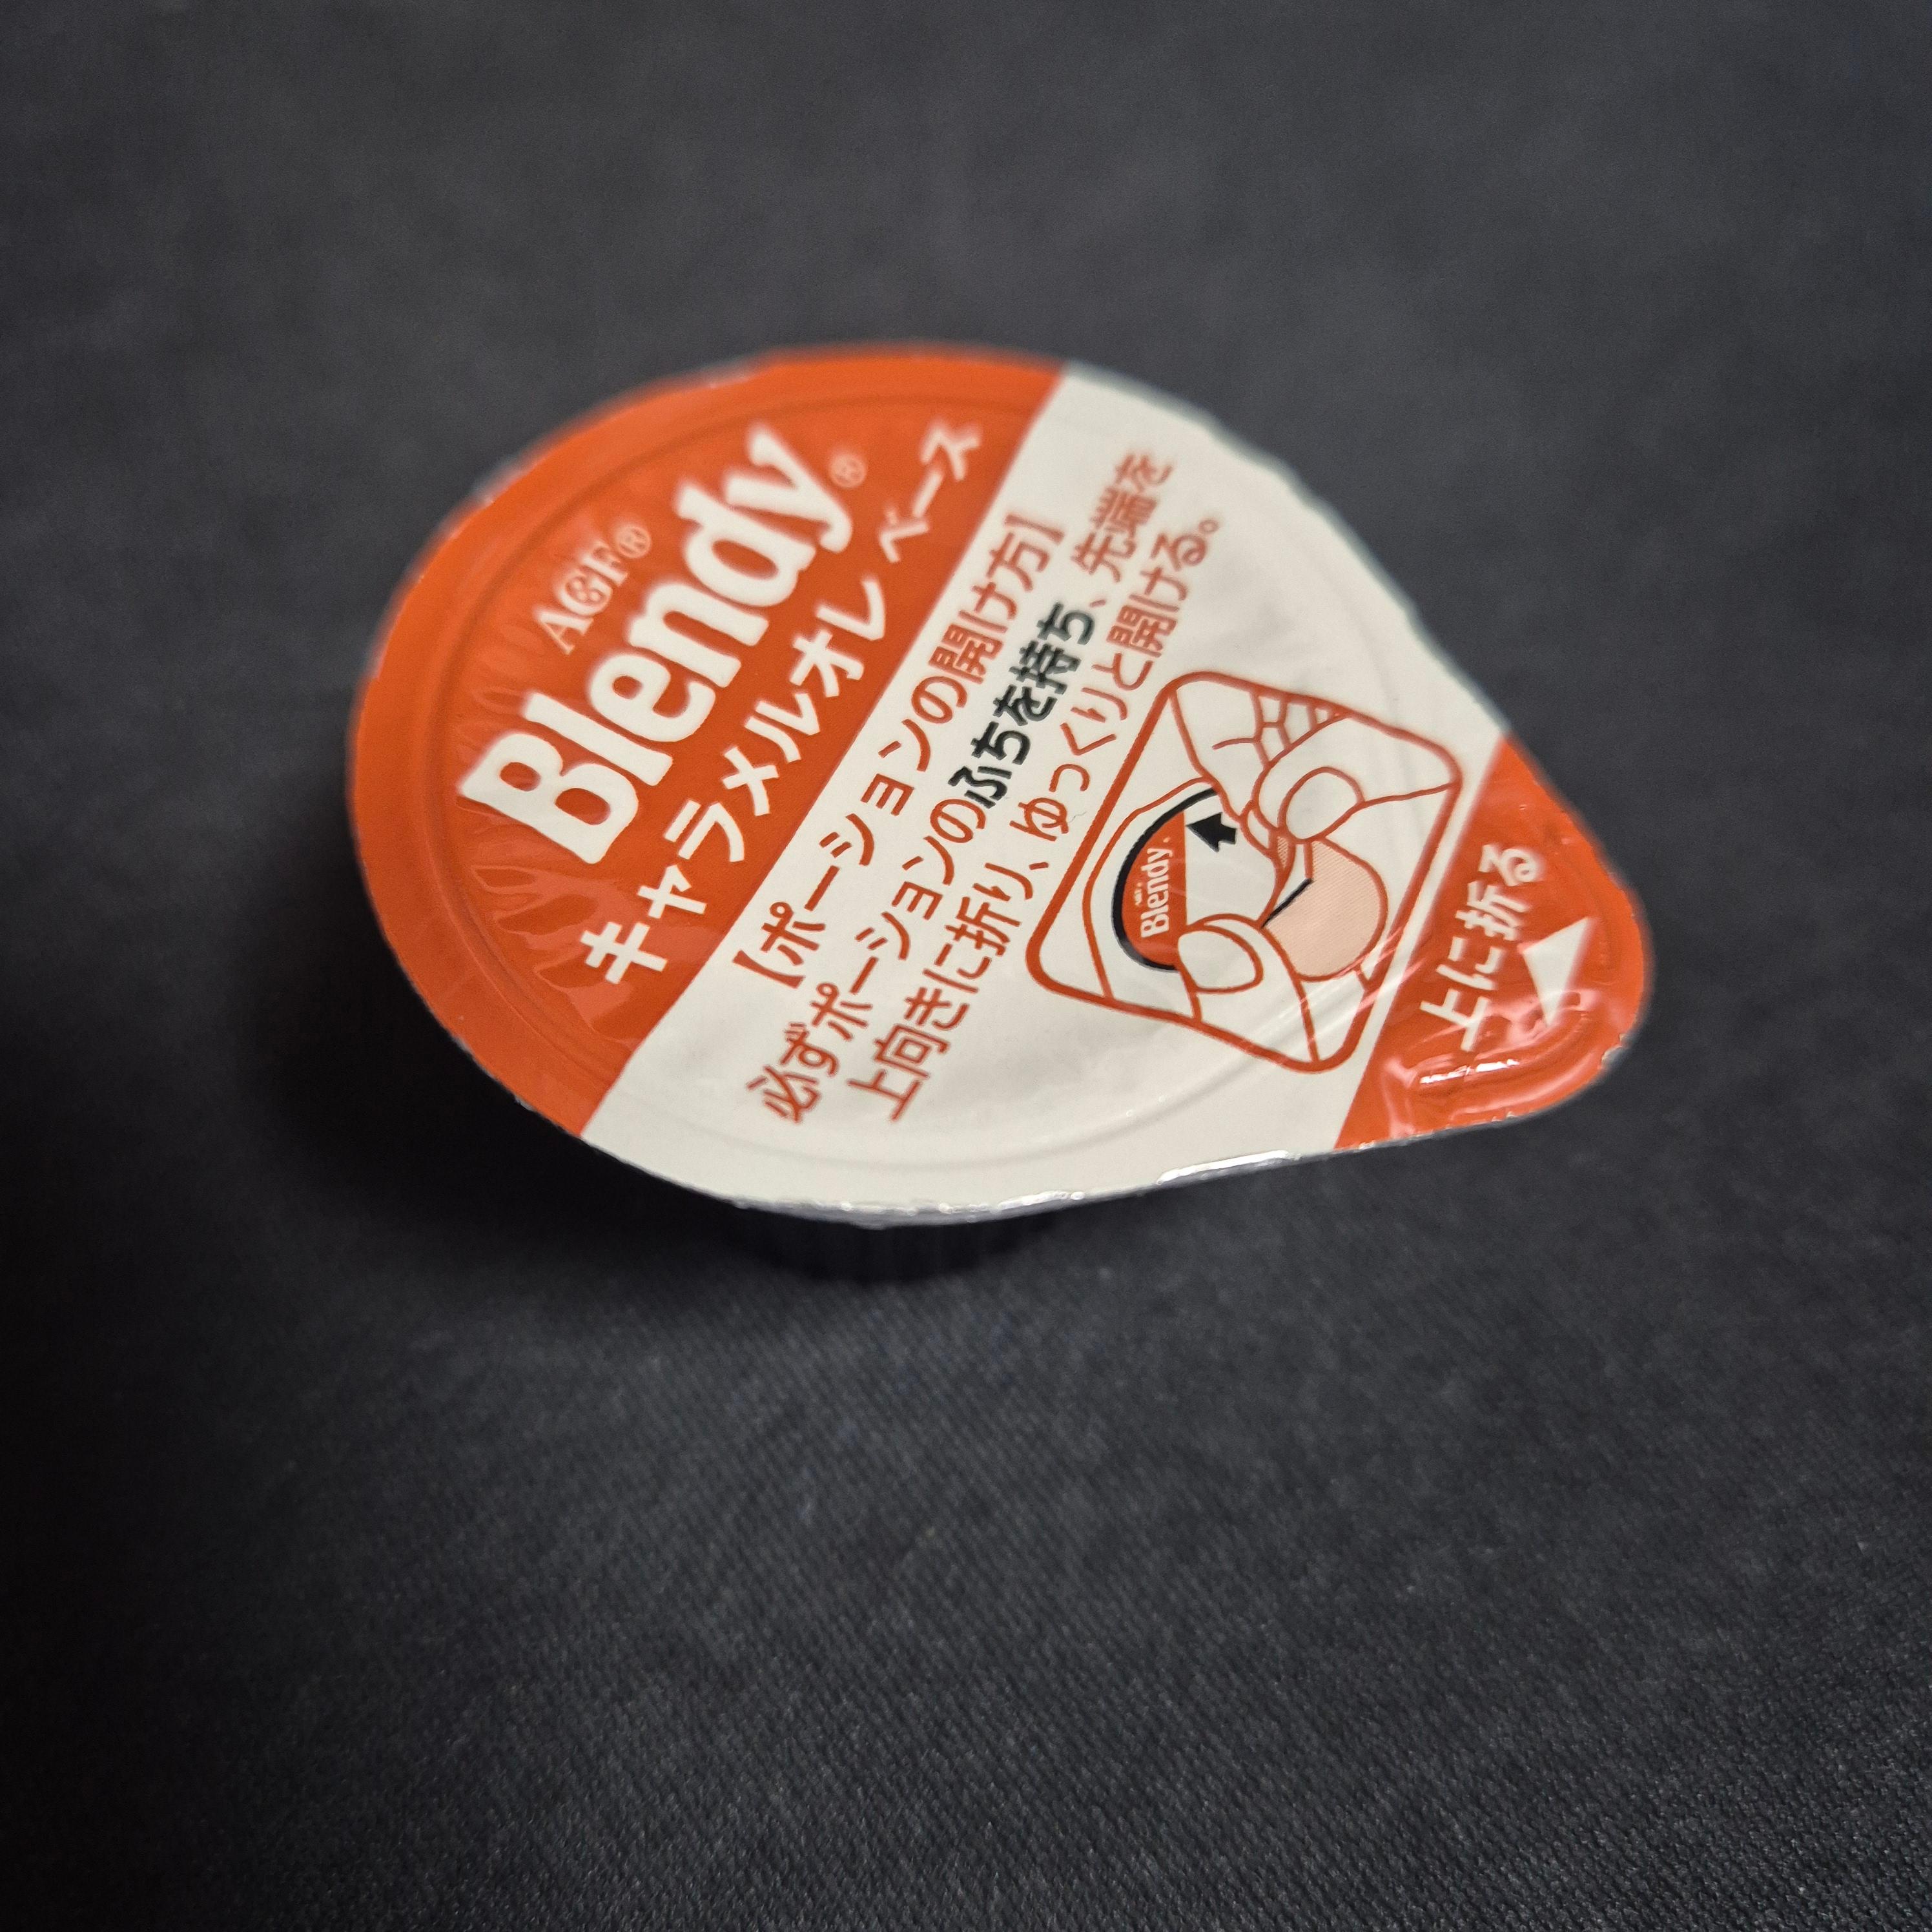 AGF®
Blendy®
キャラメルオレ ベース
【ポーションの開け方】
必ずポーションのふちを持ち、先端を
上向きに折り、ゆっくりと開ける。
Blendy
上に折る